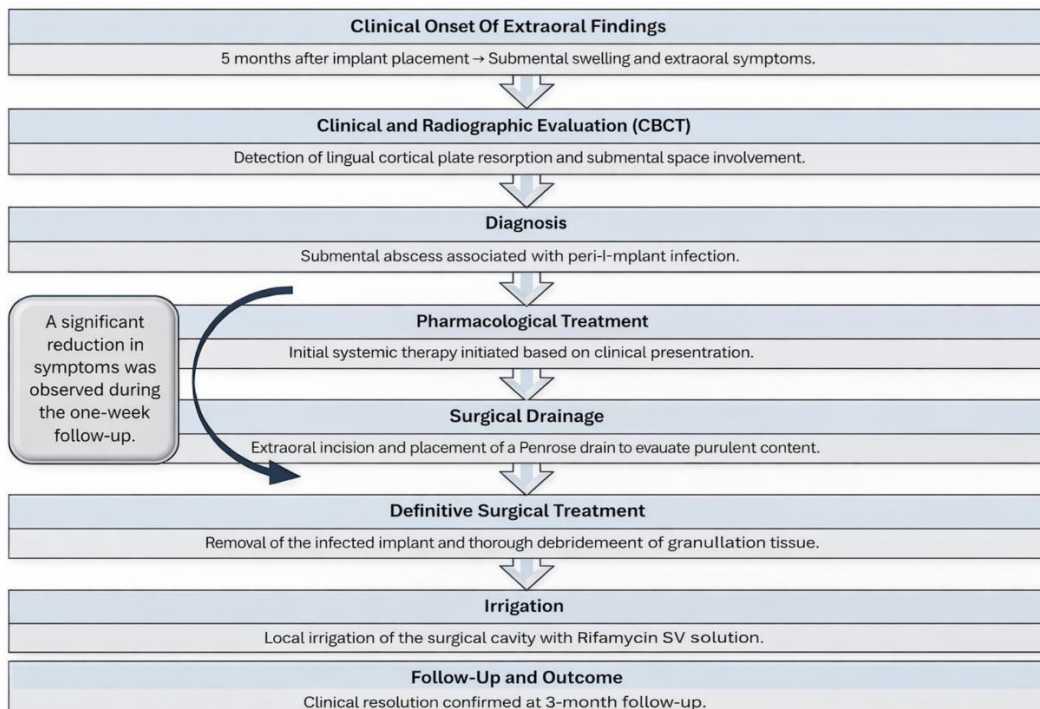 Clinical Onset Of Extraoral Findings
5 months after implant placement → Submental swelling and extraoral symptoms.
Clinical and Radiographic Evaluation (CBCT)
Detection of lingual cortical plate resorption and submental space involvement.
Diagnosis
Submental abscess associated with peri-I-mplant infection.
Pharmacological Treatment
Initial systemic therapy initiated based on clinical presentration.
A significant
reduction in
symptoms was
observed during
the one-week
follow-up.
Surgical Drainage
Extraoral incision and placement of a Penrose drain to evauate purulent content.
Definitive Surgical Treatment
Removal of the infected implant and thorough debridemeent of granullation tissue.
Irrigation
Local irrigation of the surgical cavity with Rifamycin SV solution.
Follow-Up and Outcome
Clinical resolution confirmed at 3-month follow-up.